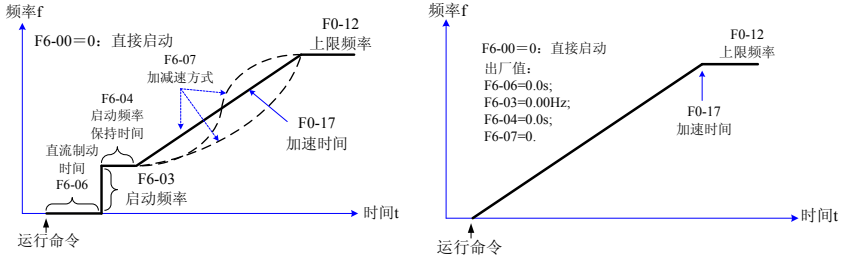 频率f
F6-00＝0：直接启动
F0-12
上限频率
F6-07
加减速方式
F6-04
启动频率
保持时间
F0-17
加速时间
直流制动
时间
F6-06
F6-03
启动频率
时间t
运行命令
频率f
F6-00＝0：直接启动
出厂值：
F6-06=0.0s;
F6-03=0.00Hz;
F6-04=0.0s;
F6-07=0.
F0-12
上限频率
F0-17
加速时间
时间t
运行命令